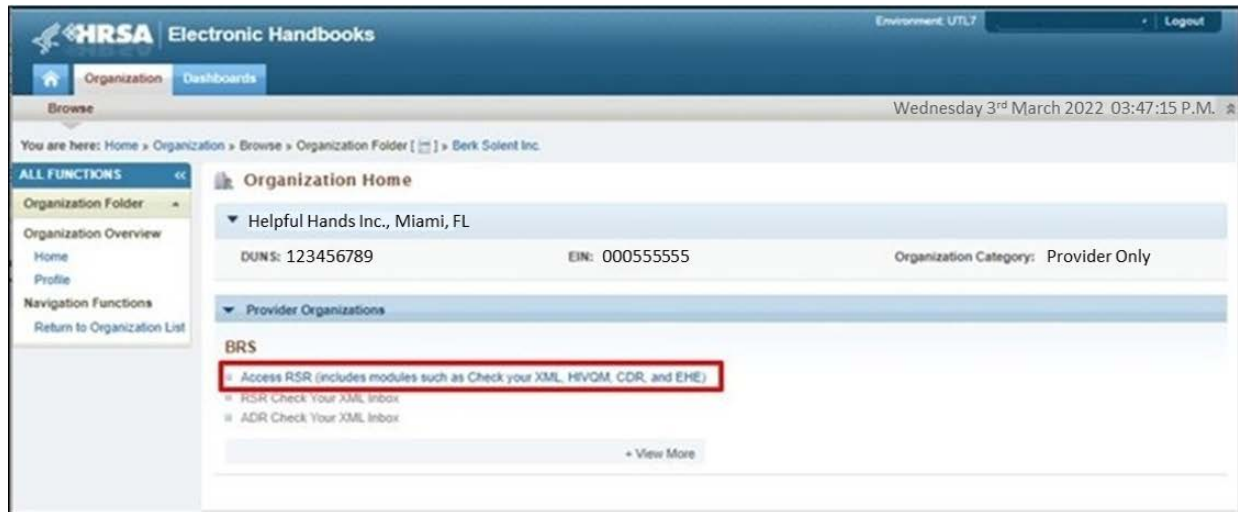 HRSA Electronic Handbooks
Environment: UTL7
Logout
Organization Dashboards
Browse
Wednesday 3rd March 2022 03:47:15 P.M.
You are here: Home » Organization » Browse » Organization Folder [ ] » Berk Solent Inc.
ALL FUNCTIONS «
Organization Folder
Organization Overview
Home
Profile
Navigation Functions
Return to Organization List
Organization Home
Helpful Hands Inc., Miami, FL
DUNS: 123456789 EIN: 000555555 Organization Category: Provider Only
Provider Organizations
BRS
Access RSR (includes modules such as Check your XML, HIVQM, CDR, and EHE)
RSR Check Your XML Inbox
ADR Check Your XML Inbox
+ View More